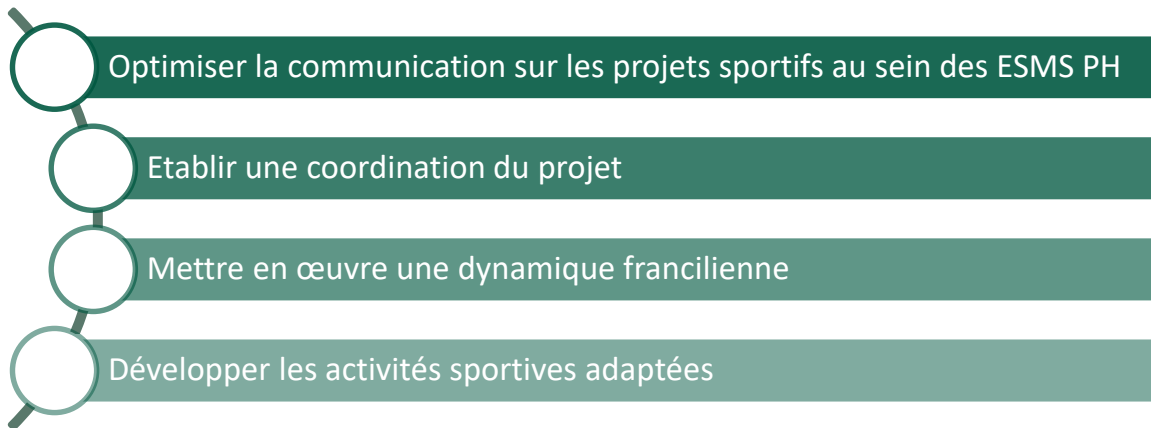 Optimiser la communication sur les projets sportifs au sein des ESMS PH
Etablir une coordination du projet
Mettre en œuvre une dynamique francilienne
Développer les activités sportives adaptées